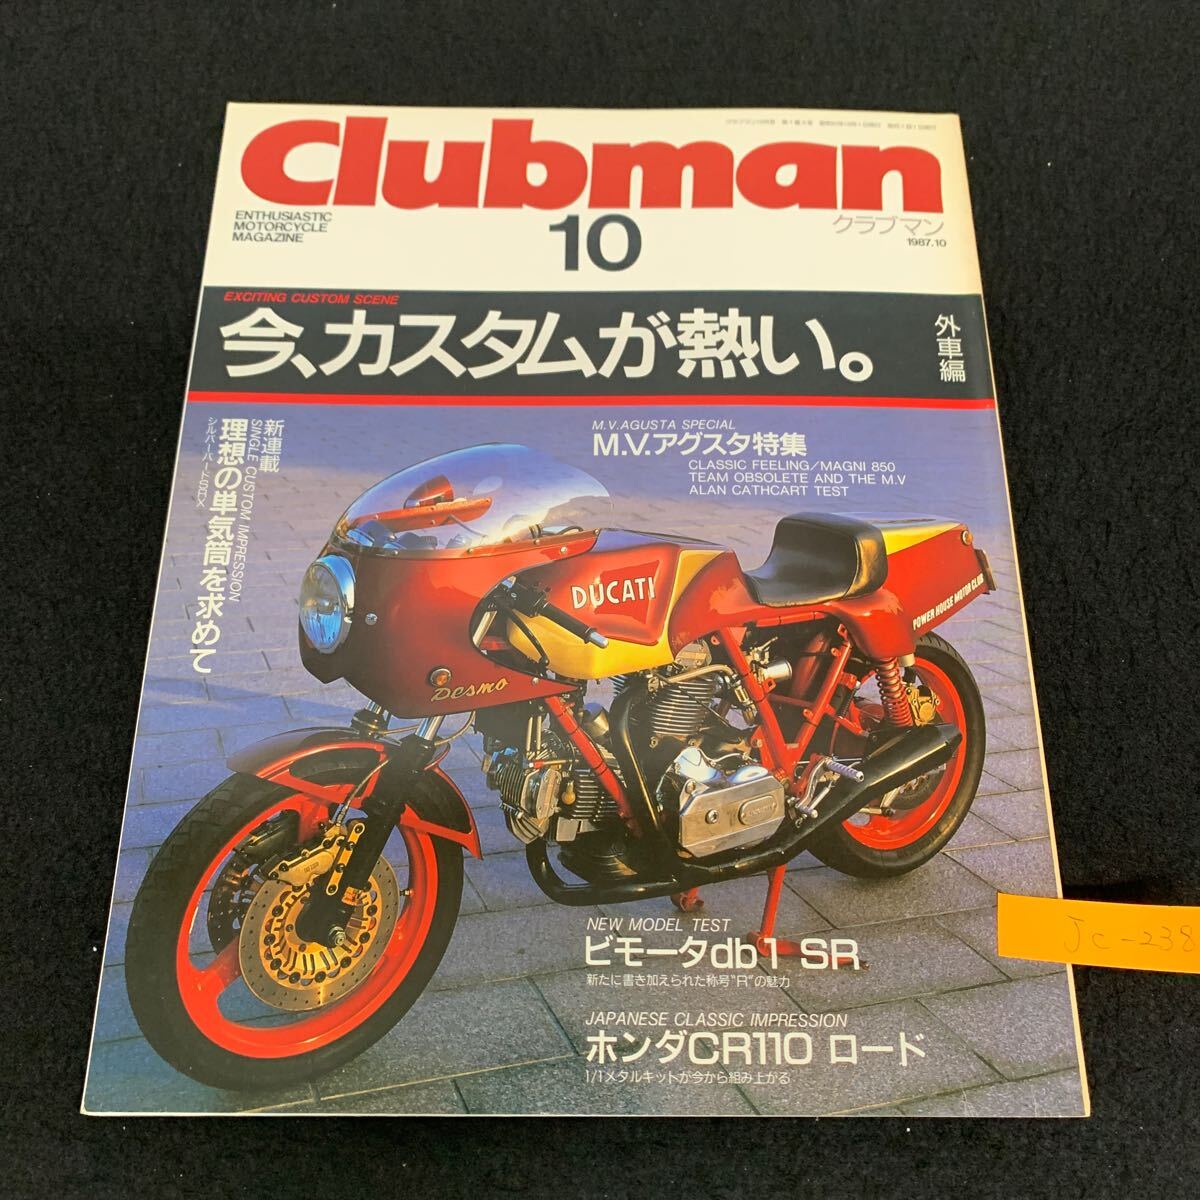 Clubman
ENTHUSIASTIC
MOTORCYCLE
MAGAZINE
10
クラブマン
1987.10
EXCITING CUSTOM SCENE
今、カスタムが熱い。
外車編
新連載
SINGLE CUSTOM IMPRESSION
理想の単気筒を求めて
M.V.AGUSTA SPECIAL
M.V.アグスタ特集
CLASSIC FEELING/MAGNI 850
TEAM OBSOLETE AND THE M.V
ALAN CATHCART TEST
DUCATI
Desmo
POWER HOUSE MOTOR CLUB
NEW MODEL TEST
ビモータdb1 SR
新たに書き加えられた称号"R"の魅力
JAPANESE CLASSIC IMPRESSION
ホンダCR110 ロード
1/1メタルキットが今から組み上がる
Jc-238